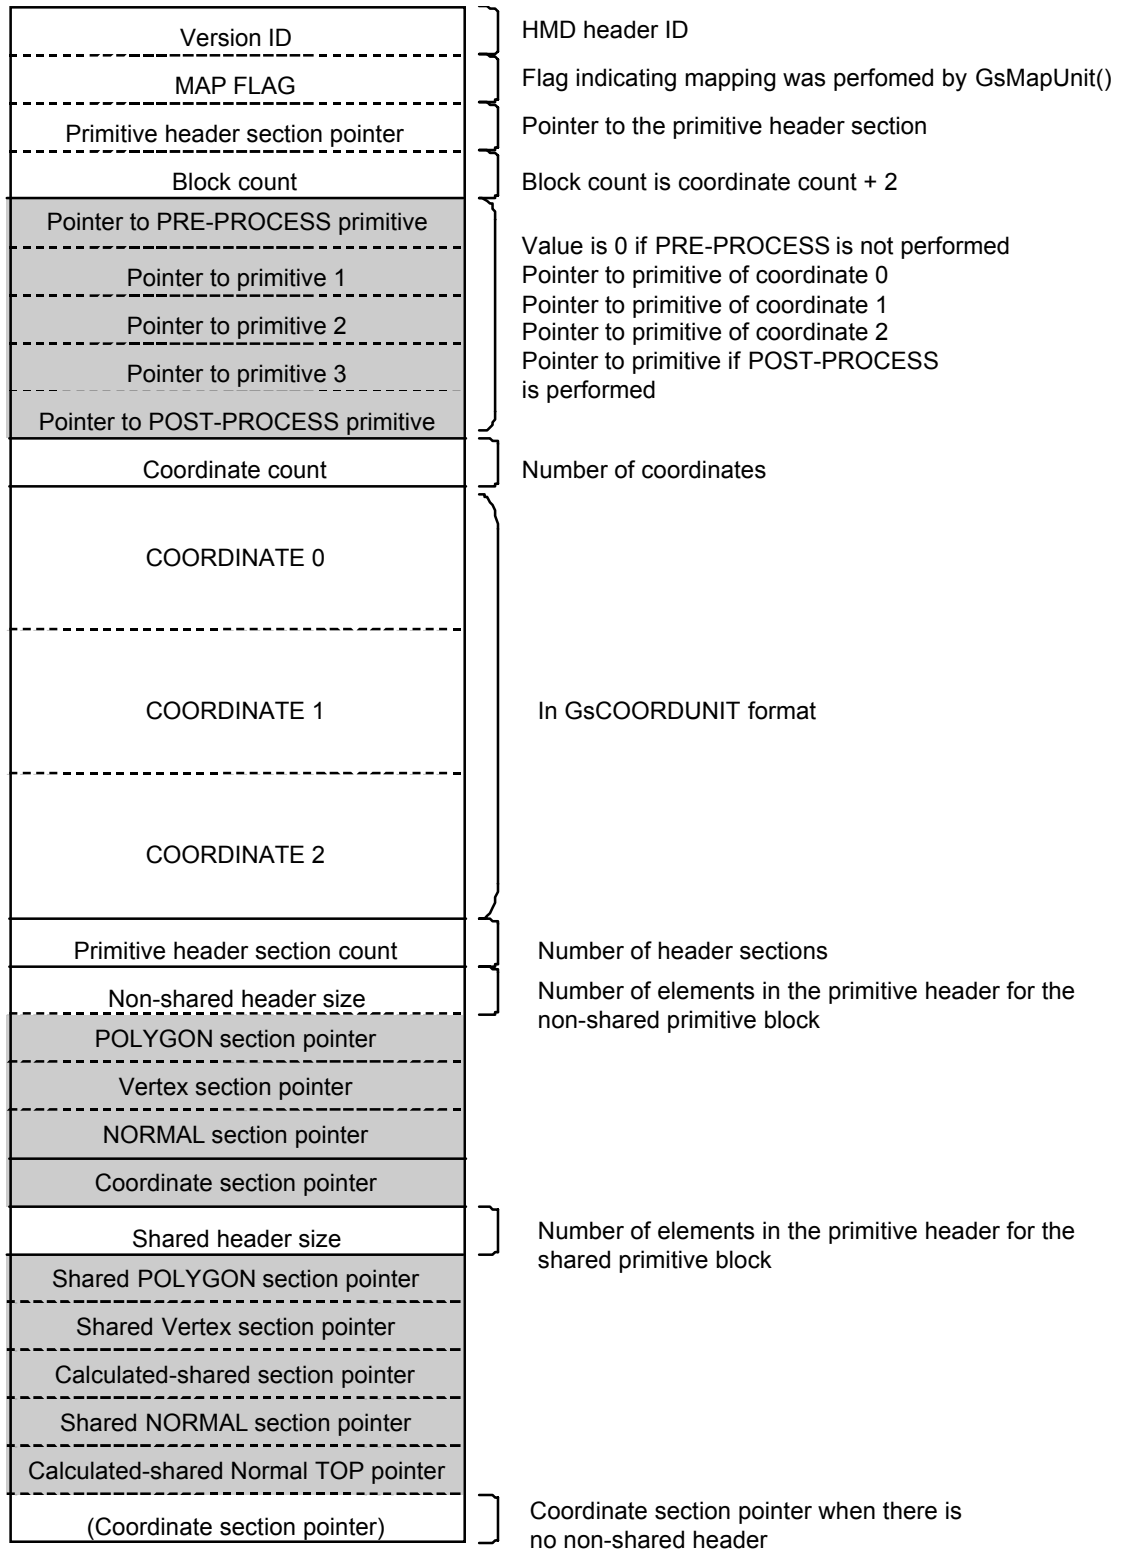 Version ID
HMD header ID
MAP FLAG
Flag indicating mapping was perfomed by GsMapUnit()
Primitive header section pointer
Pointer to the primitive header section
Block count
Block count is coordinate count + 2
Pointer to PRE-PROCESS primitive
Pointer to primitive 1
Pointer to primitive 2
Pointer to primitive 3
Pointer to POST-PROCESS primitive
Value is 0 if PRE-PROCESS is not performed
Pointer to primitive of coordinate 0
Pointer to primitive of coordinate 1
Pointer to primitive of coordinate 2
Pointer to primitive if POST-PROCESS
is performed
Coordinate count
Number of coordinates
COORDINATE 0
COORDINATE 1
In GsCOORDUNIT format
COORDINATE 2
Primitive header section count
Number of header sections
Non-shared header size
Number of elements in the primitive header for the
non-shared primitive block
POLYGON section pointer
Vertex section pointer
NORMAL section pointer
Coordinate section pointer
Shared header size
Number of elements in the primitive header for the
shared primitive block
Shared POLYGON section pointer
Shared Vertex section pointer
Calculated-shared section pointer
Shared NORMAL section pointer
Calculated-shared Normal TOP pointer
(Coordinate section pointer)
Coordinate section pointer when there is
no non-shared header